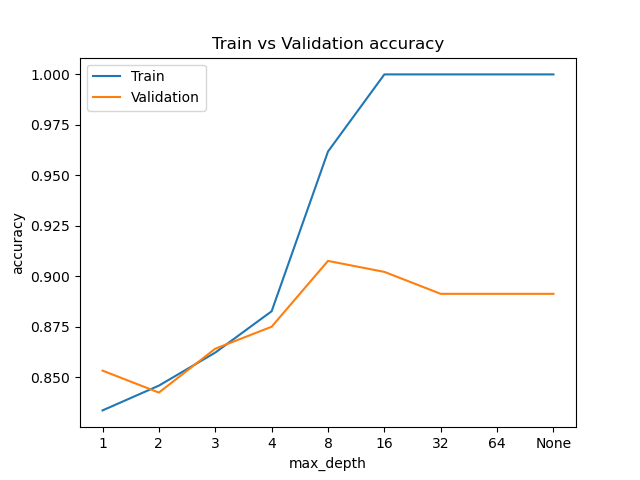 Train vs Validation accuracy
Train
Validation
1.000
0.975
0.950
0.925
0.900
0.875
0.850
accuracy
1 2 3 4 8 16 32 64 None
max_depth